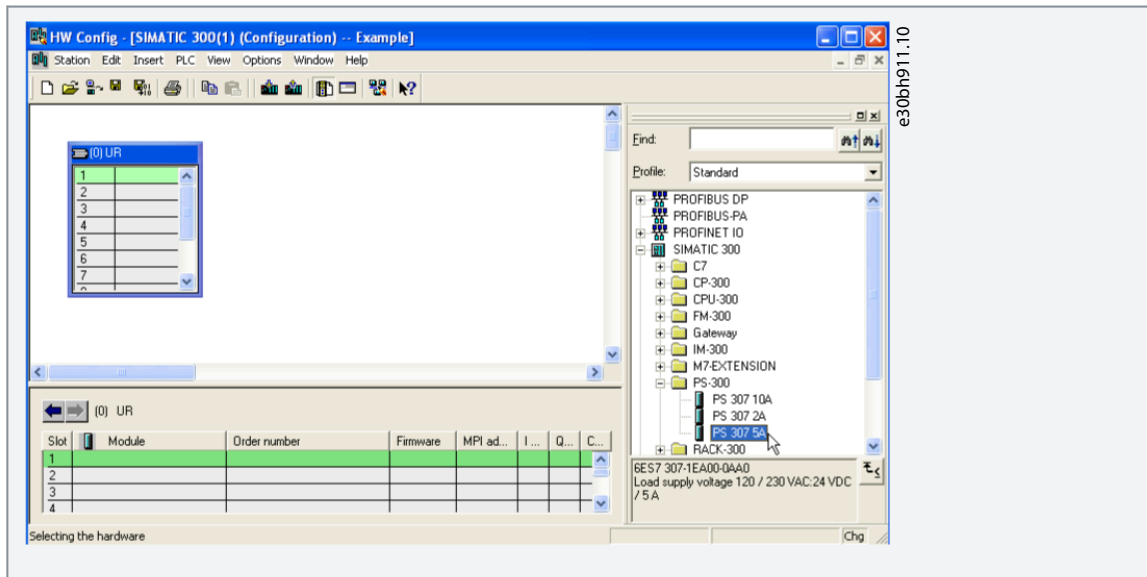 HW Config - [SIMATIC 300(1) (Configuration) -- Example]
Station Edit Insert PLC View Options Window Help
(0) UR
1
2
3
4
5
6
7
Find:
Profile: Standard
PROFIBUS DP
PROFIBUS-PA
PROFINET IO
SIMATIC 300
C7
CP-300
CPU-300
FM-300
Gateway
IM-300
M7-EXTENSION
PS-300
PS 307 10A
PS 307 2A
PS 307 5A
RACK-300
6ES7 307-1EA00-0AA0
Load supply voltage 120 / 230 VAC:24 VDC
/ 5 A
(0) UR
Slot Module Order number Firmware MPI ad... I ... Q... C...
1
2
3
4
Selecting the hardware Chg
e30bh911.10